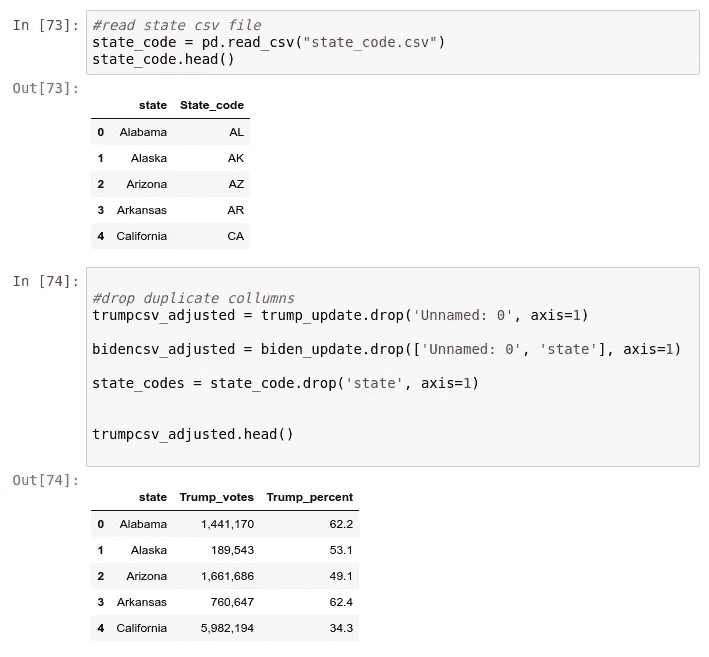 In [73]: #read state csv file
state_code = pd.read_csv("state_code.csv")
state_code.head()
Out[73]:
state State_code
0 Alabama AL
1 Alaska AK
2 Arizona AZ
3 Arkansas AR
4 California CA
In [74]:
#drop duplicate collumns
trumpcsv_adjusted = trump_update.drop('Unnamed: 0', axis=1)
bidencsv_adjusted = biden_update.drop(['Unnamed: 0', 'state'], axis=1)
state_codes = state_code.drop('state', axis=1)
trumpcsv_adjusted.head()
Out[74]:
state Trump_votes Trump_percent
0 Alabama 1,441,170 62.2
1 Alaska 189,543 53.1
2 Arizona 1,661,686 49.1
3 Arkansas 760,647 62.4
4 California 5,982,194 34.3